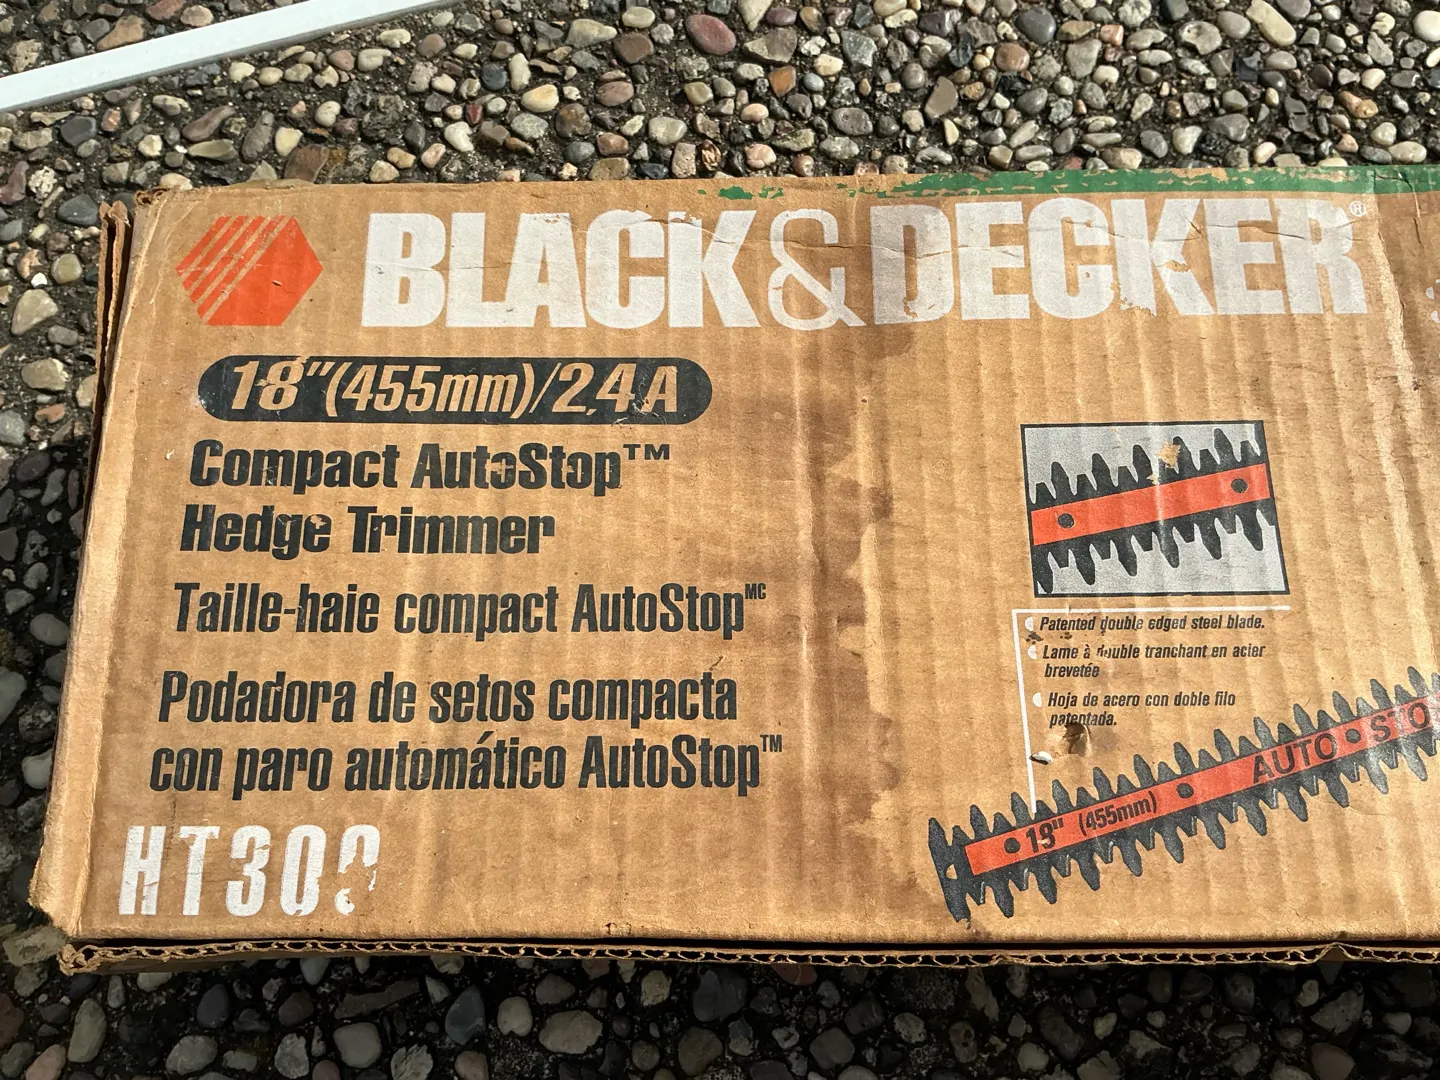 BLACK & DECKER®
18"(455mm)/2,4 A
Compact AutoStop™
Hedge Trimmer
Taille-haie compact AutoStop MC
Podadora de setos compacta
con paro automático AutoStop™
Patented double edged steel blade.
Lame à double tranchant en acier
brevetée
Hoja de acero con doble filo
patentada.
18" (455mm) AUTO • STO